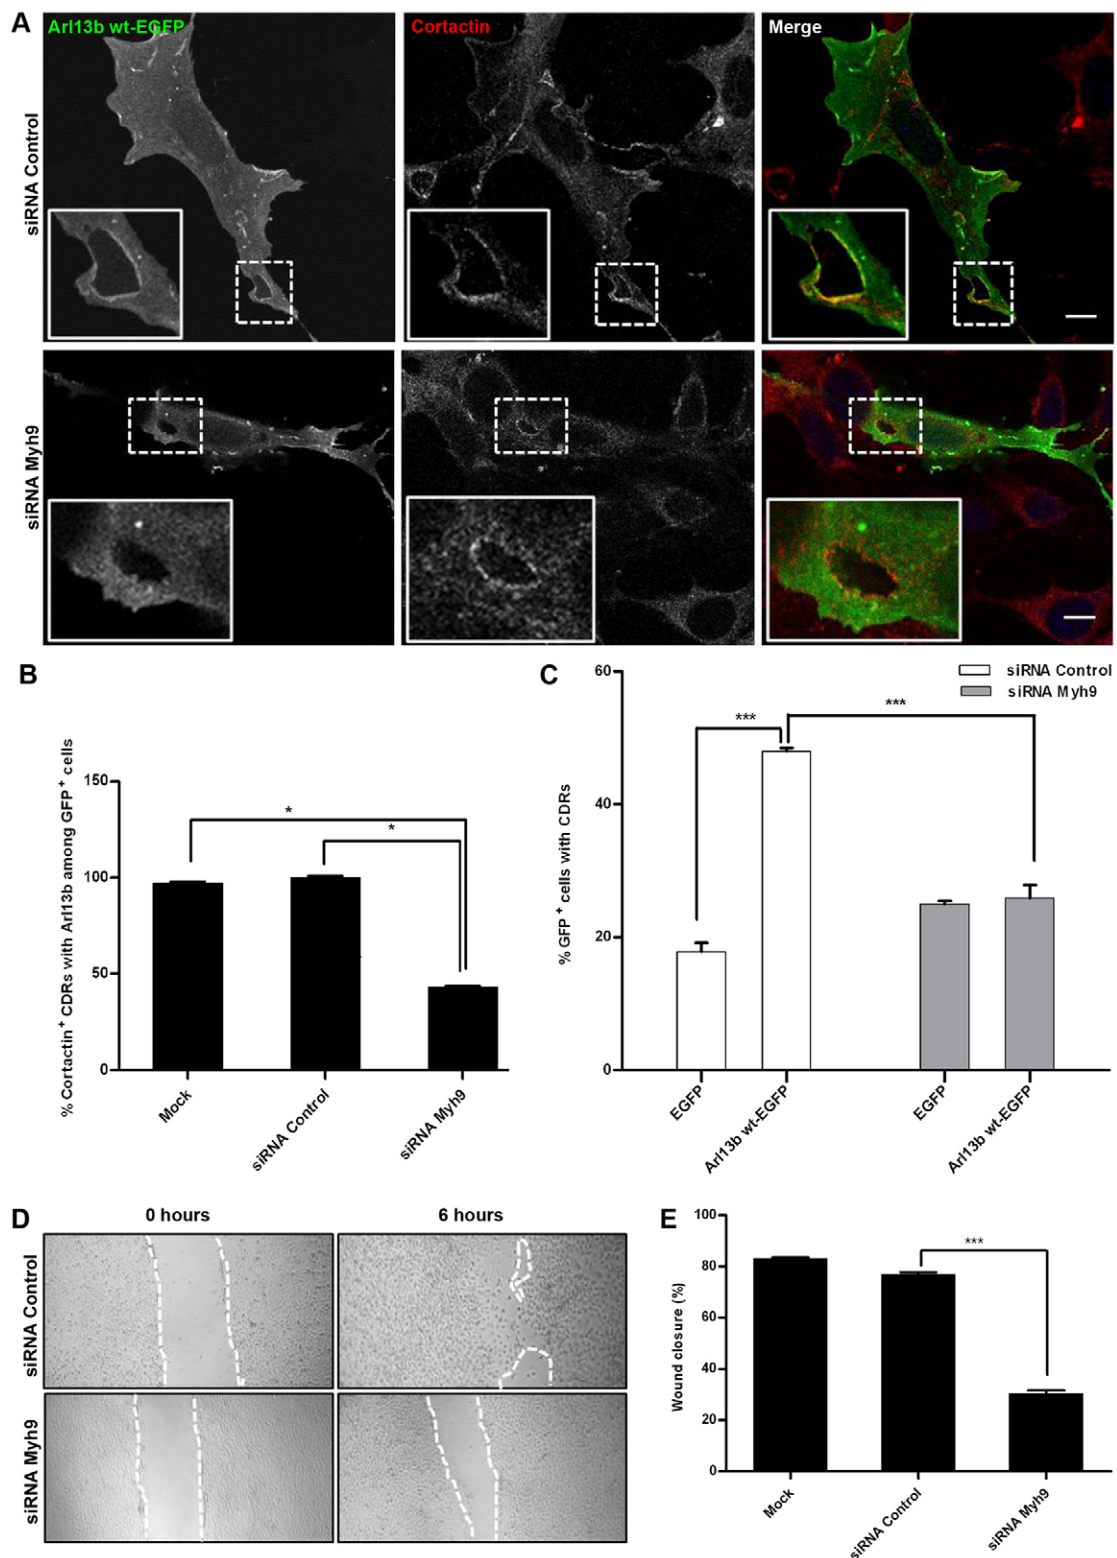 A
Arl13b wt-EGFP
Cortactin
Merge
siRNA Control
siRNA Myh9
B
% Cortactin⁺ CDRs with Arl13b among GFP⁺ cells
150
100
50
0
*
*
Mock
siRNA Control
siRNA Myh9
C
% GFP⁺ cells with CDRs
60
40
20
0
siRNA Control
siRNA Myh9
***
***
EGFP
Arl13b wt-EGFP
EGFP
Arl13b wt-EGFP
D
0 hours
6 hours
siRNA Control
siRNA Myh9
E
Wound closure (%)
100
80
60
40
20
0
***
Mock
siRNA Control
siRNA Myh9